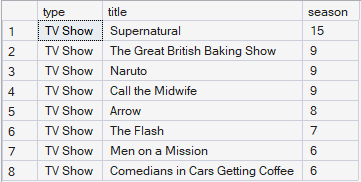 type title season
1 TV Show Supernatural 15
2 TV Show The Great British Baking Show 9
3 TV Show Naruto 9
4 TV Show Call the Midwife 9
5 TV Show Arrow 8
6 TV Show The Flash 7
7 TV Show Men on a Mission 6
8 TV Show Comedians in Cars Getting Coffee 6